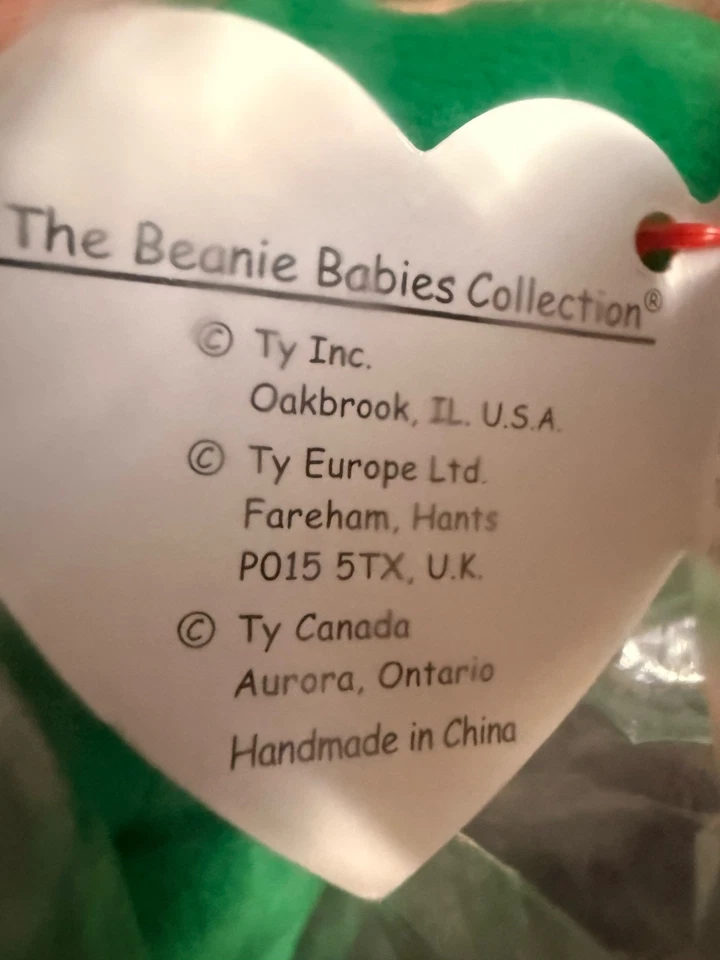 The Beanie Babies Collection®
© Ty Inc.
Oakbrook, IL. U.S.A.
© Ty Europe Ltd.
Fareham, Hants
PO15 5TX, U.K.
© Ty Canada
Aurora, Ontario
Handmade in China